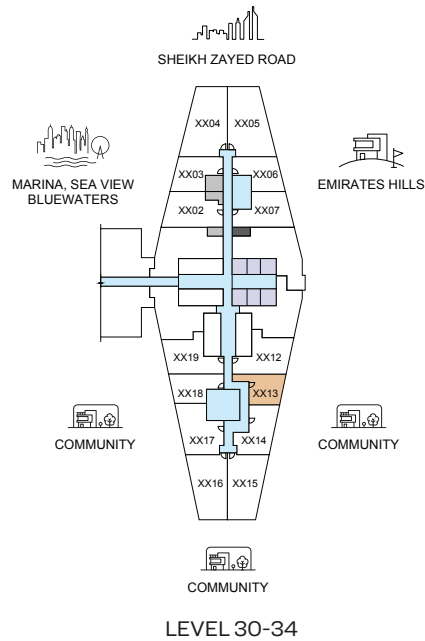 SHEIKH ZAYED ROAD
XX04 XX05
MARINA, SEA VIEW
BLUEWATERS
EMIRATES HILLS
XX03 XX06
XX02 XX07
XX19 XX12
XX18 XX13
COMMUNITY
COMMUNITY
XX17 XX14
XX16 XX15
COMMUNITY
LEVEL 30-34